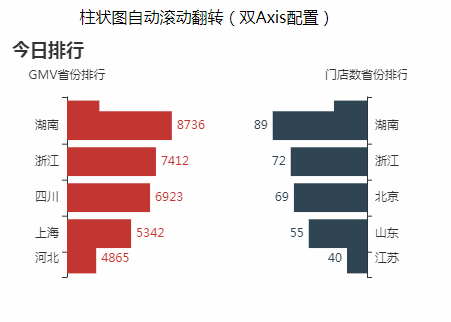 柱状图自动滚动翻转（双Axis配置）
今日排行
GMV省份排行
门店数省份排行
湖南 8736
89 湖南
浙江 7412
72 浙江
四川 6923
69 北京
上海 5342
55 山东
河北 4865
40 江苏